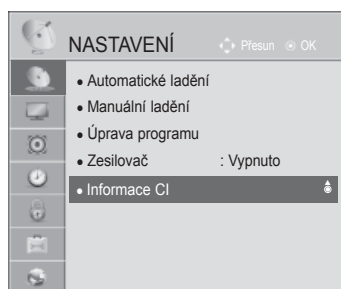 NASTAVENÍ Přesun OK
• Automatické ladění
• Manuální ladění
• Úprava programu
• Zesilovač : Vypnuto
• Informace CI